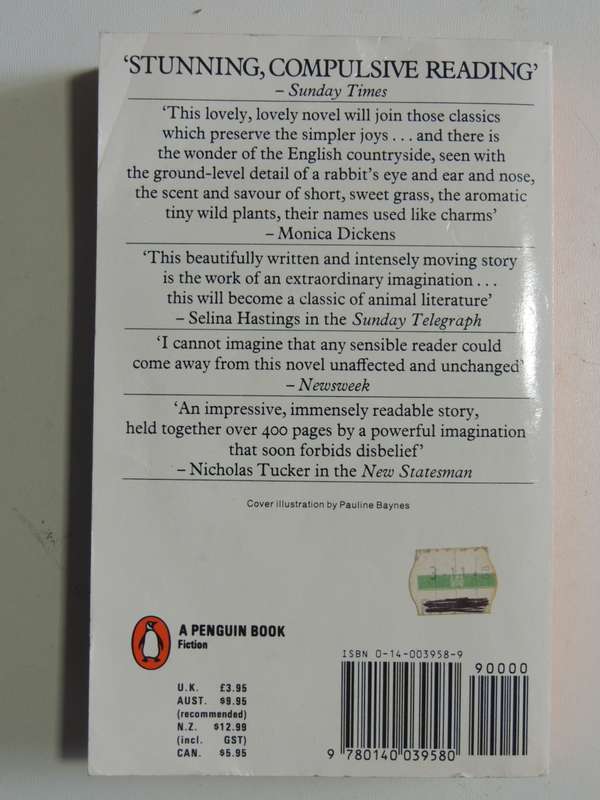 ‘STUNNING, COMPULSIVE READING’
– Sunday Times
‘This lovely, lovely novel will join those classics
which preserve the simpler joys . . . and there is
the wonder of the English countryside, seen with
the ground-level detail of a rabbit’s eye and ear and nose,
the scent and savour of short, sweet grass, the aromatic
tiny wild plants, their names used like charms’
– Monica Dickens
‘This beautifully written and intensely moving story
is the work of an extraordinary imagination . . .
this will become a classic of animal literature’
– Selina Hastings in the Sunday Telegraph
‘I cannot imagine that any sensible reader could
come away from this novel unaffected and unchanged’
– Newsweek
‘An impressive, immensely readable story,
held together over 400 pages by a powerful imagination
that soon forbids disbelief’
– Nicholas Tucker in the New Statesman
Cover illustration by Pauline Baynes
A PENGUIN BOOK
Fiction
U.K. £3.95
AUST. $9.95
(recommended)
N.Z. $12.99
(incl. GST)
CAN. $5.95
ISBN 0-14-003958-9
90000
9 780140 039580